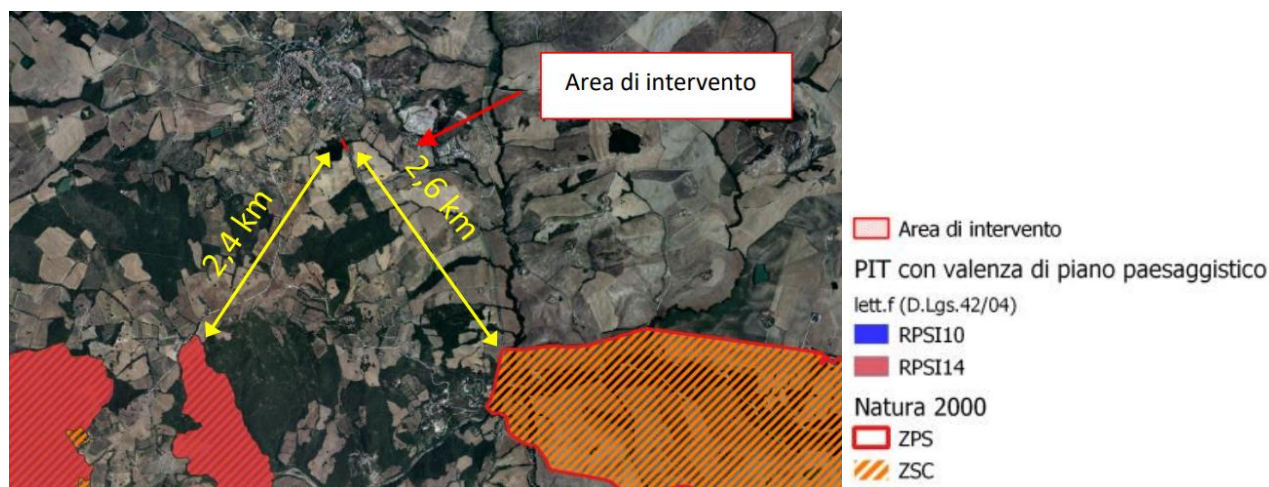 Area di intervento
2,4 km
2,6 km
Area di intervento
PIT con valenza di piano paesaggistico
lett.f (D.Lgs.42/04)
RPSI10
RPSI14
Natura 2000
ZPS
ZSC